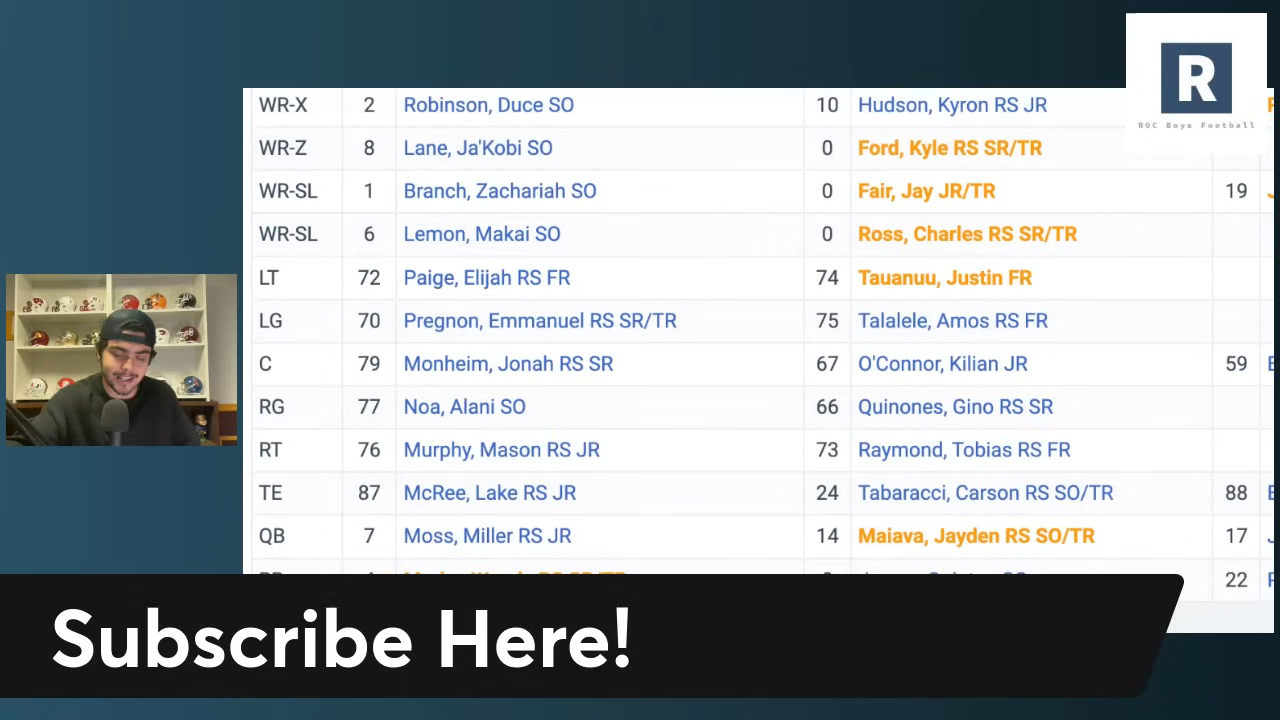 R
ROC Boys Football
WR-X 2 Robinson, Duce SO 10 Hudson, Kyron RS JR
WR-Z 8 Lane, Ja'Kobi SO 0 Ford, Kyle RS SR/TR
WR-SL 1 Branch, Zachariah SO 0 Fair, Jay JR/TR 19
WR-SL 6 Lemon, Makai SO 0 Ross, Charles RS SR/TR
LT 72 Paige, Elijah RS FR 74 Tauanuu, Justin FR
LG 70 Pregnon, Emmanuel RS SR/TR 75 Talalele, Amos RS FR
C 79 Monheim, Jonah RS SR 67 O'Connor, Kilian JR 59
RG 77 Noa, Alani SO 66 Quinones, Gino RS SR
RT 76 Murphy, Mason RS JR 73 Raymond, Tobias RS FR
TE 87 McRee, Lake RS JR 24 Tabaracci, Carson RS SO/TR 88
QB 7 Moss, Miller RS JR 14 Maiava, Jayden RS SO/TR 17
22
Subscribe Here!